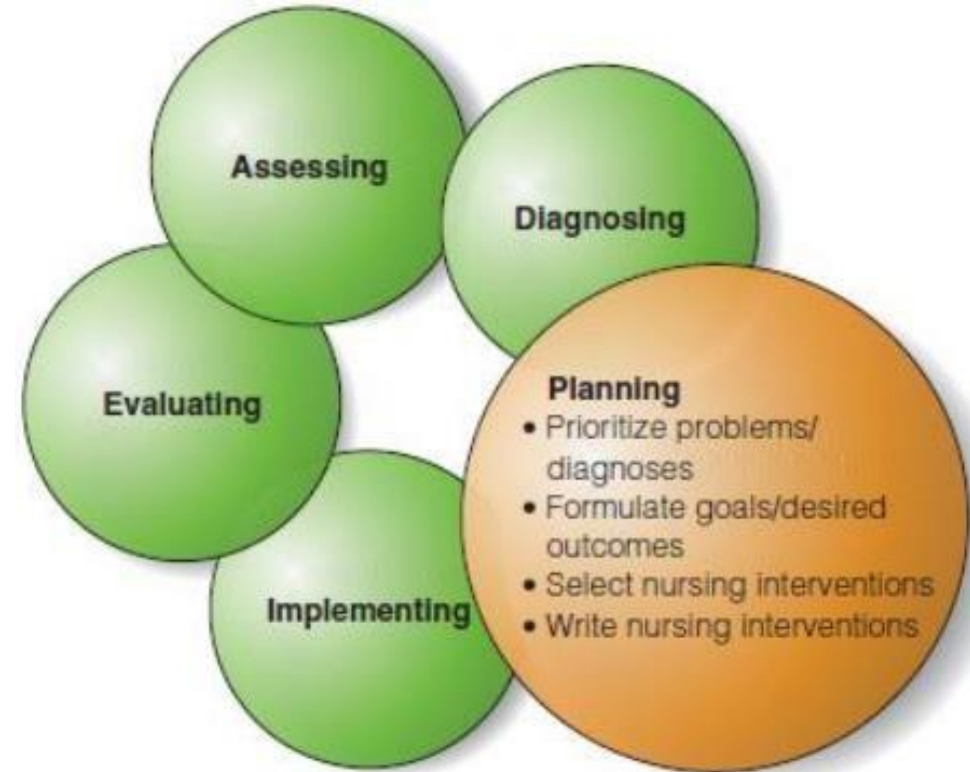 Assessing
Diagnosing
Planning
• Prioritize problems/
diagnoses
• Formulate goals/desired
outcomes
• Select nursing interventions
• Write nursing interventions
Implementing
Evaluating